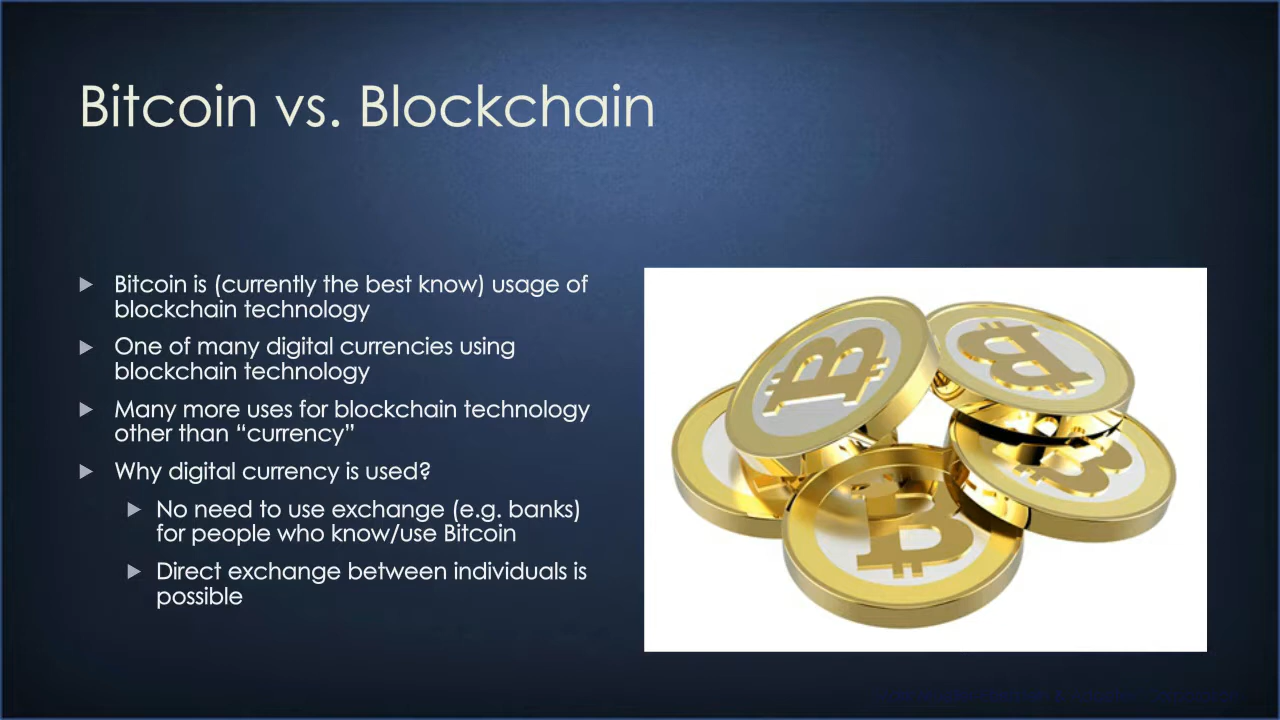 Bitcoin vs. Blockchain
Bitcoin is (currently the best know) usage of
blockchain technology
One of many digital currencies using
blockchain technology
Many more uses for blockchain technology
other than “currency”
Why digital currency is used?
No need to use exchange (e.g. banks)
for people who know/use Bitcoin
Direct exchange between individuals is
possible